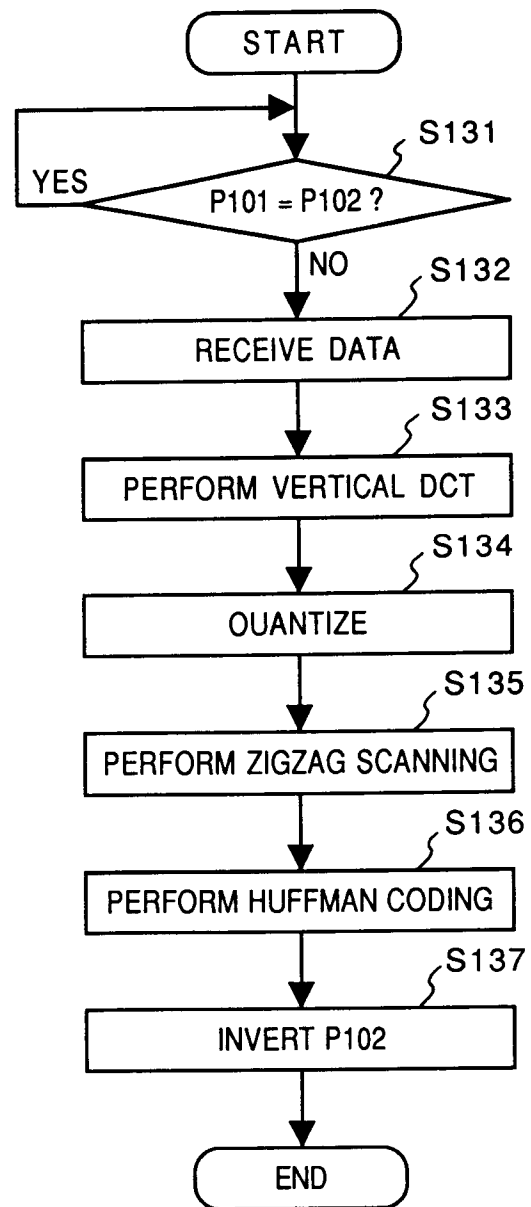 START
S131
YES
P101 = P102 ?
NO
S132
RECEIVE DATA
S133
PERFORM VERTICAL DCT
S134
OUANTIZE
S135
PERFORM ZIGZAG SCANNING
S136
PERFORM HUFFMAN CODING
S137
INVERT P102
END